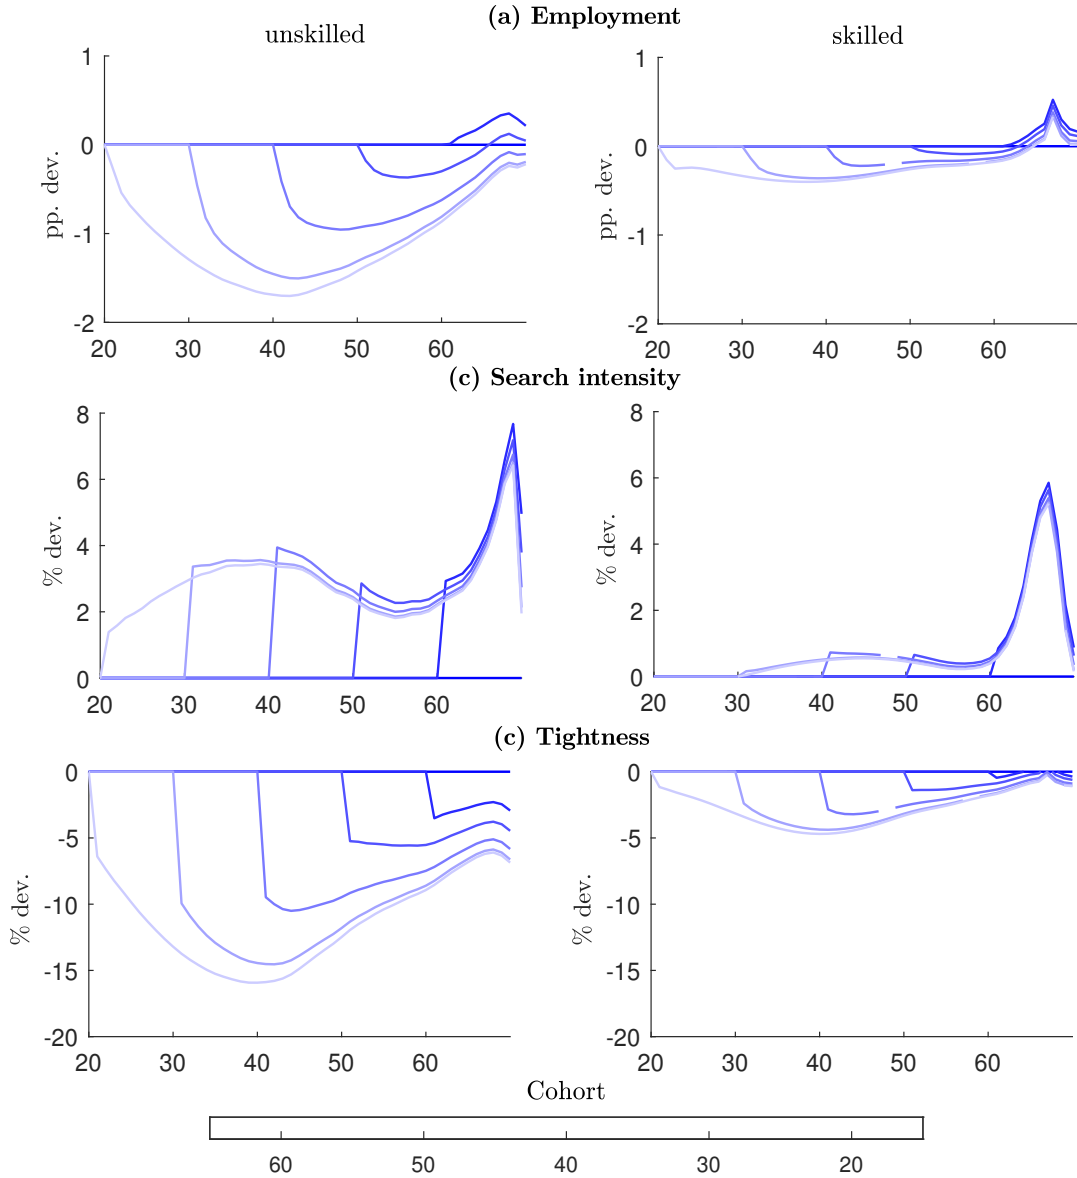 (a) Employment
unskilled
skilled
1
0
-1
-2
pp. dev.
20 30 40 50 60
1
0
-1
-2
pp. dev.
20 30 40 50 60
(c) Search intensity
8
6
4
2
0
% dev.
20 30 40 50 60
8
6
4
2
0
% dev.
20 30 40 50 60
(c) Tightness
0
-5
-10
-15
-20
% dev.
20 30 40 50 60
0
-5
-10
-15
-20
% dev.
20 30 40 50 60
Cohort
60 50 40 30 20